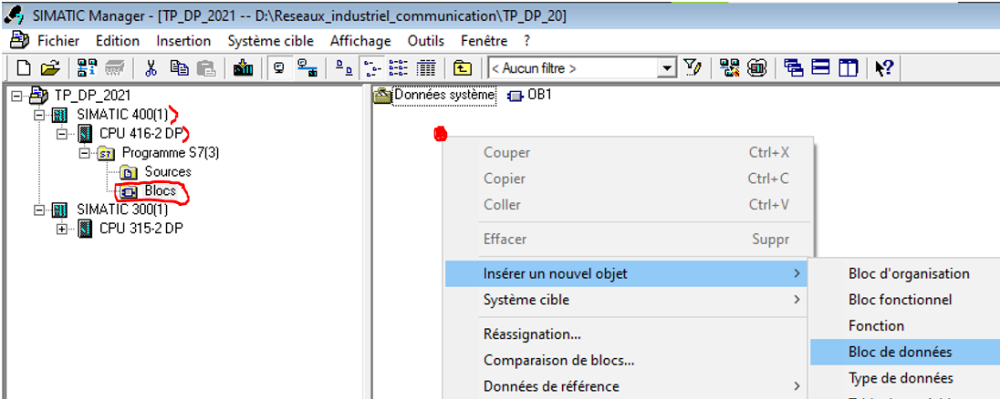 SIMATIC Manager - [TP_DP_2021 -- D:\Reseaux_industriel_communication\TP_DP_20]
Fichier Edition Insertion Système cible Affichage Outils Fenêtre ?
< Aucun filtre >
TP_DP_2021
SIMATIC 400(1)
CPU 416-2 DP
Programme S7(3)
Sources
Blocs
SIMATIC 300(1)
CPU 315-2 DP
Données système OB1
Couper Ctrl+X
Copier Ctrl+C
Coller Ctrl+V
Effacer Suppr
Insérer un nouvel objet
Système cible
Réassignation...
Comparaison de blocs...
Données de référence
Bloc d'organisation
Bloc fonctionnel
Fonction
Bloc de données
Type de données